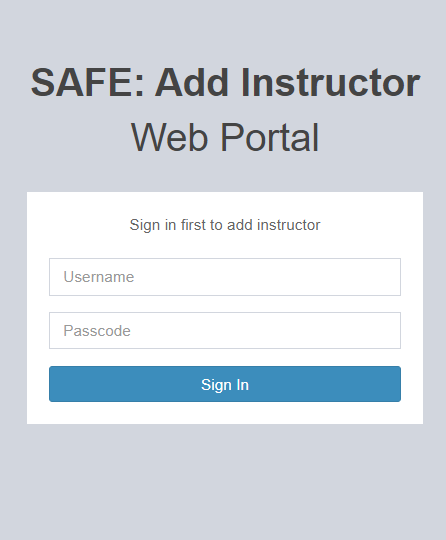 SAFE: Add Instructor
Web Portal
Sign in first to add instructor
Username
Passcode
Sign In